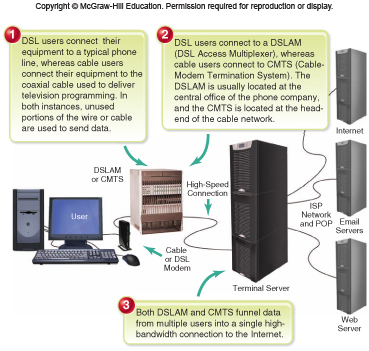 Copyright © McGraw-Hill Education. Permission required for reproduction or display.
1
DSL users connect their
equipment to a typical phone
line, whereas cable users
connect their equipment to the
coaxial cable used to deliver
television programming. In
both instances, unused
portions of the wire or cable
are used to send data.
2
DSL users connect to a DSLAM
(DSL Access Multiplexer), whereas
cable users connect to CMTS (Cable-
Modem Termination System). The
DSLAM is usually located at the
central office of the phone company,
and the CMTS is located at the head-
end of the cable network.
Internet
DSLAM
or CMTS
High-Speed
Connection
User
ISP
Network
and POP
Email
Servers
Cable
or DSL
Modem
Terminal Server
Web
Server
3
Both DSLAM and CMTS funnel data
from multiple users into a single high-
bandwidth connection to the Internet.